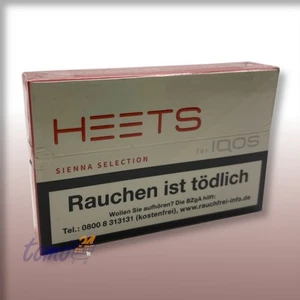 HEETS
for IQOS
SIENNA SELECTION
Rauchen ist tödlich
Wollen Sie aufhören? Die BZgA hilft:
Tel.: 0800 8 313131 (kostenfrei), www.rauchfrei-info.de